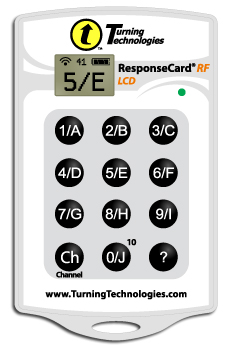 t Turning
Technologies
41
5/E
ResponseCard® RF
LCD
1/A 2/B 3/C
4/D 5/E 6/F
7/G 8/H 9/I
10
Ch 0/J ?
Channel
www.TurningTechnologies.com